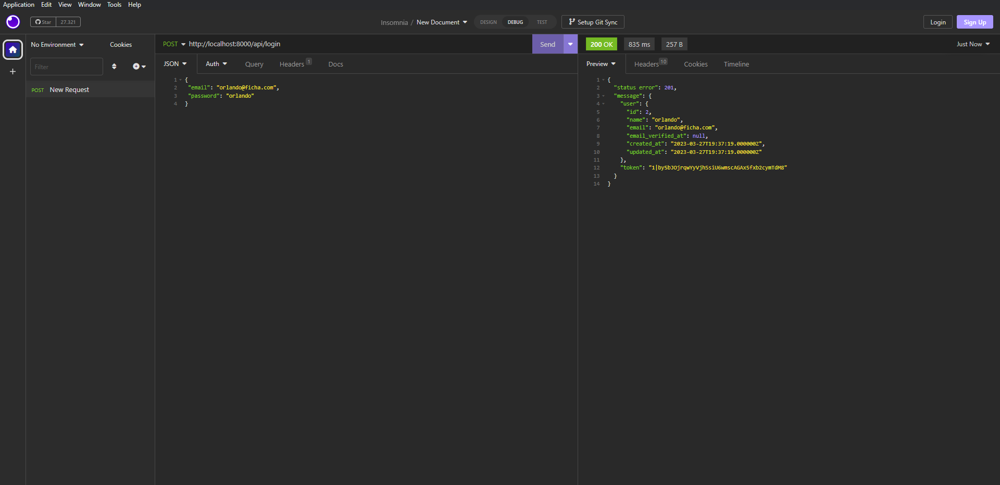 Application Edit View Window Tools Help
Star 27.321
Insomnia / New Document
DESIGN DEBUG TEST
Setup Git Sync
Login Sign Up
No Environment Cookies
Filter
POST New Request
POST http://localhost:8000/api/login Send
JSON Auth Query Headers 1 Docs
1 {
2 "email": "orlando@ficha.com",
3 "password": "orlando"
4 }
200 OK 835 ms 257 B Just Now
Preview Headers 10 Cookies Timeline
1 {
2 "status error": 201,
3 "message": {
4 "user": {
5 "id": 2,
6 "name": "orlando",
7 "email": "orlando@ficha.com",
8 "email_verified_at": null,
9 "created_at": "2023-03-27T19:37:19.000000Z",
10 "updated_at": "2023-03-27T19:37:19.000000Z"
11 },
12 "token": "1|by5bJOjrqwYyVjhSsiU6wmscAGAx5fxb2cymTdM8"
13 }
14 }